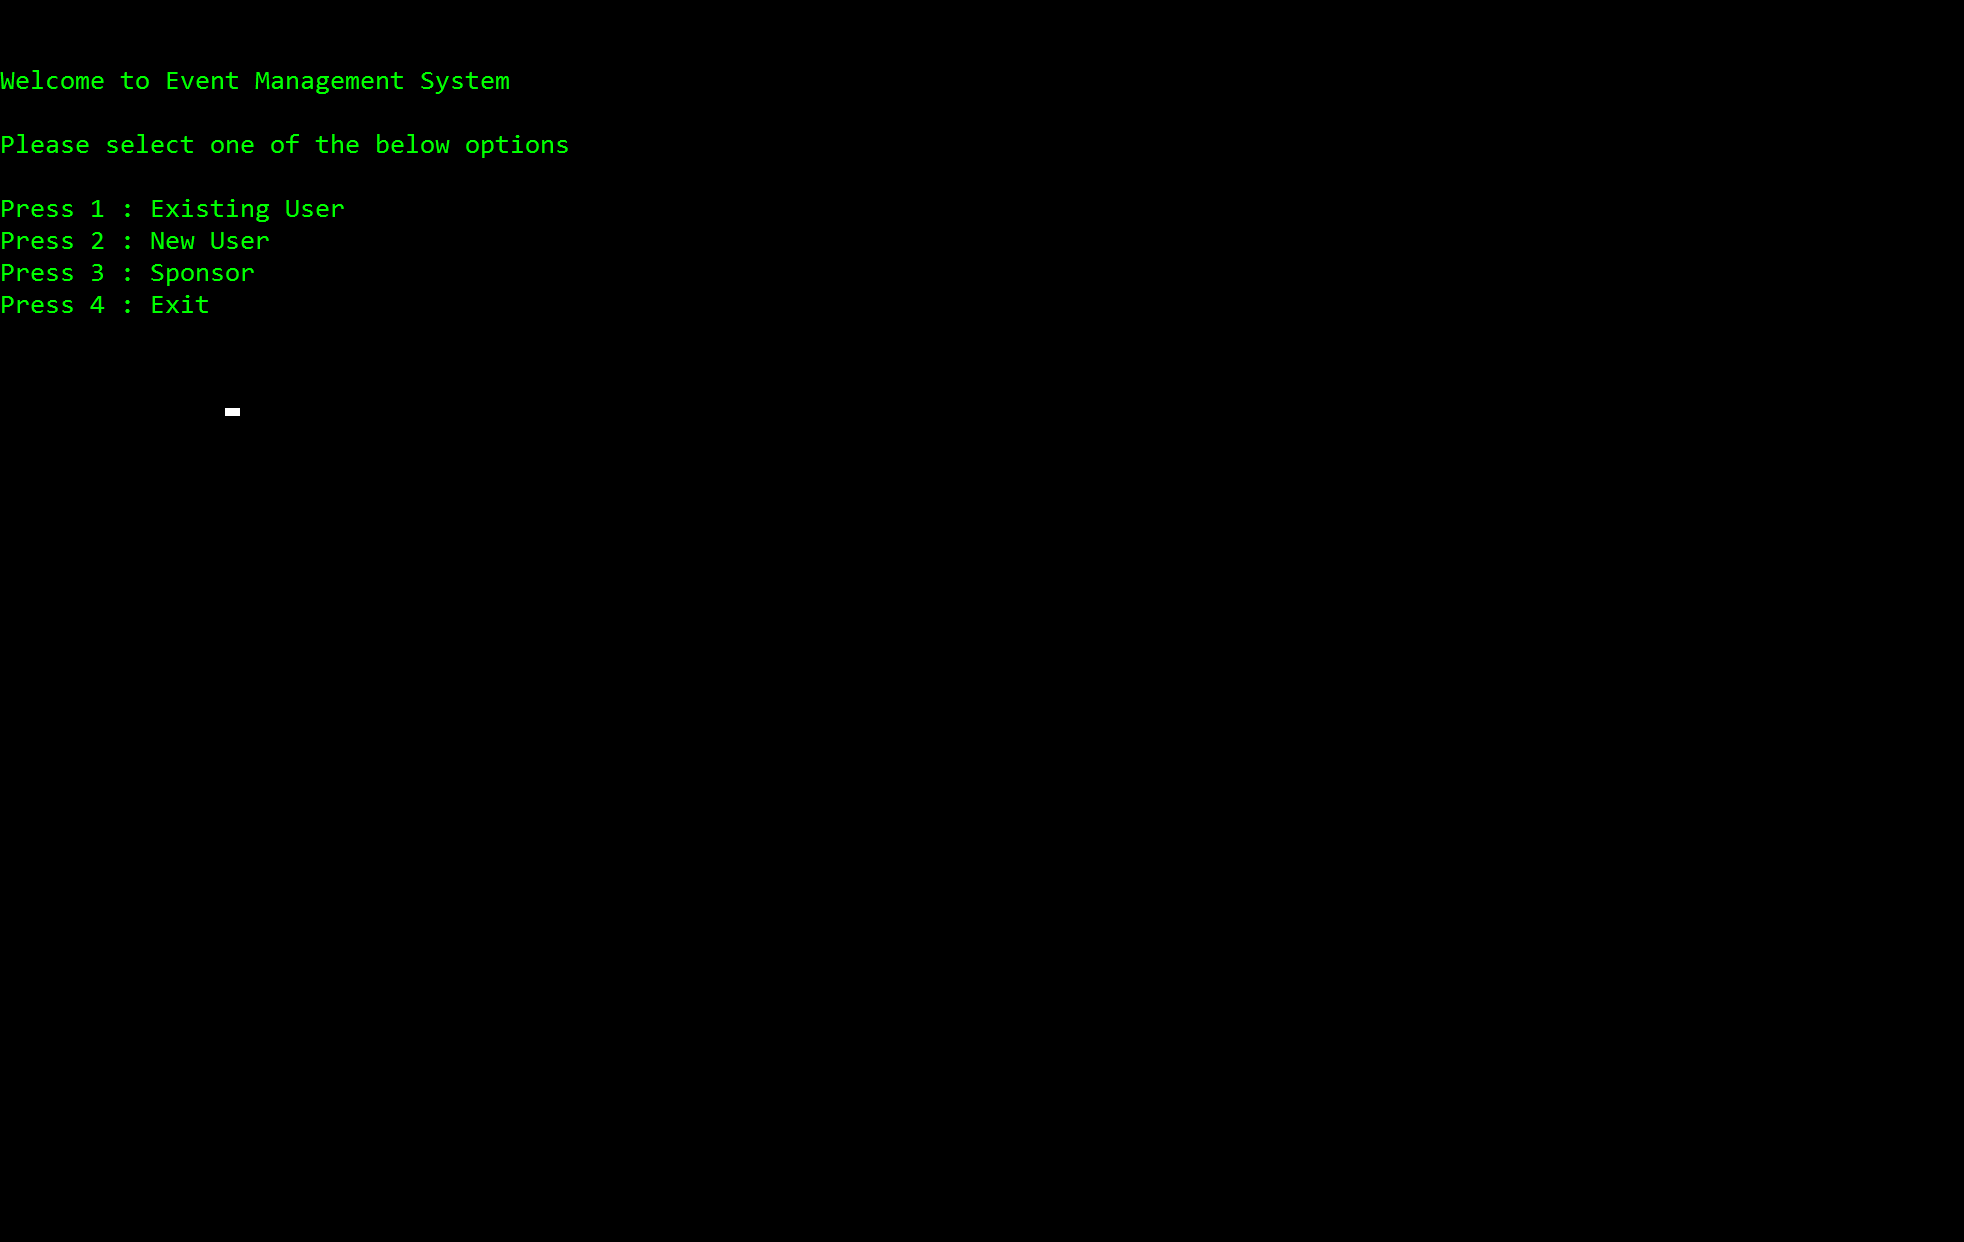 Welcome to Event Management System
Please select one of the below options
Press 1 : Existing User
Press 2 : New User
Press 3 : Sponsor
Press 4 : Exit